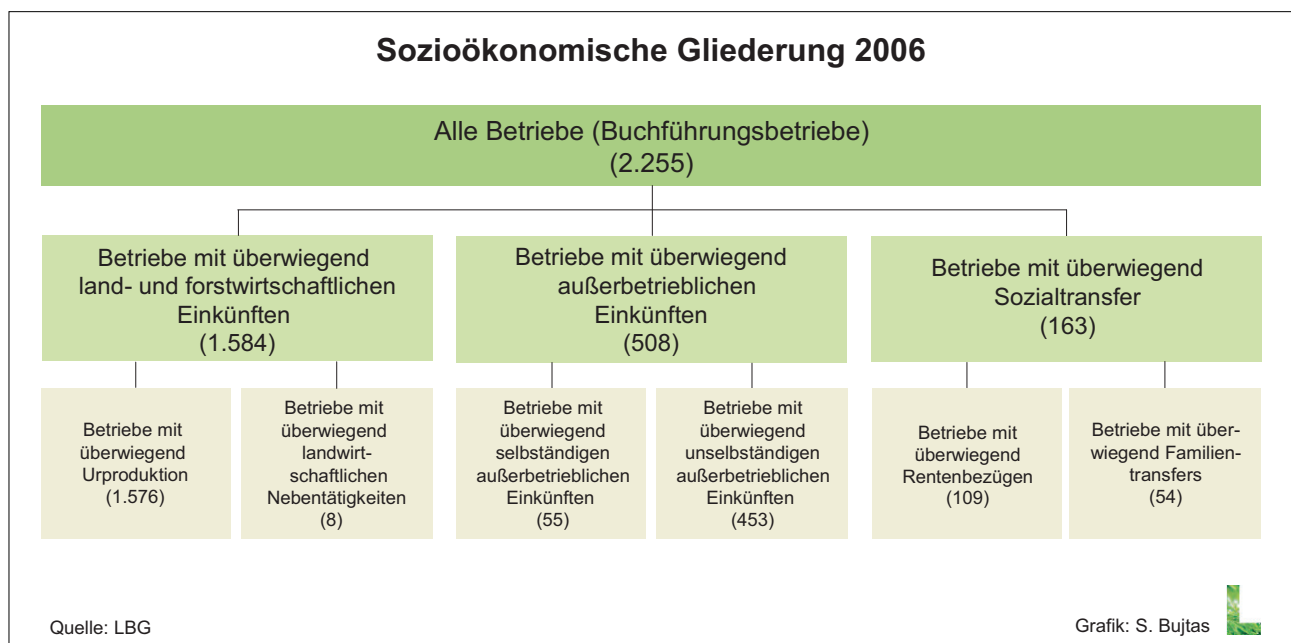 Sozioökonomische Gliederung 2006
Alle Betriebe (Buchführungsbetriebe)
(2.255)
Betriebe mit überwiegend
land- und forstwirtschaftlichen
Einkünften
(1.584)
Betriebe mit überwiegend
außerbetrieblichen
Einkünften
(508)
Betriebe mit überwiegend
Sozialtransfer
(163)
Betriebe mit
überwiegend
Urproduktion
(1.576)
Betriebe mit
überwiegend
landwirt-
schaftlichen
Nebentätigkeiten
(8)
Betriebe mit
überwiegend
selbständigen
außerbetrieblichen
Einkünften
(55)
Betriebe mit
überwiegend
unselbständigen
außerbetrieblichen
Einkünften
(453)
Betriebe mit
überwiegend
Rentenbezügen
(109)
Betriebe mit über-
wiegend Familien-
transfers
(54)
Quelle: LBG
Grafik: S. Bujtas
L